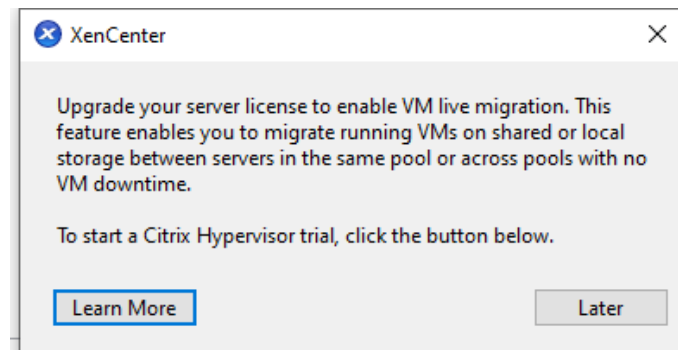 XenCenter
Upgrade your server license to enable VM live migration. This
feature enables you to migrate running VMs on shared or local
storage between servers in the same pool or across pools with no
VM downtime.
To start a Citrix Hypervisor trial, click the button below.
Learn More
Later